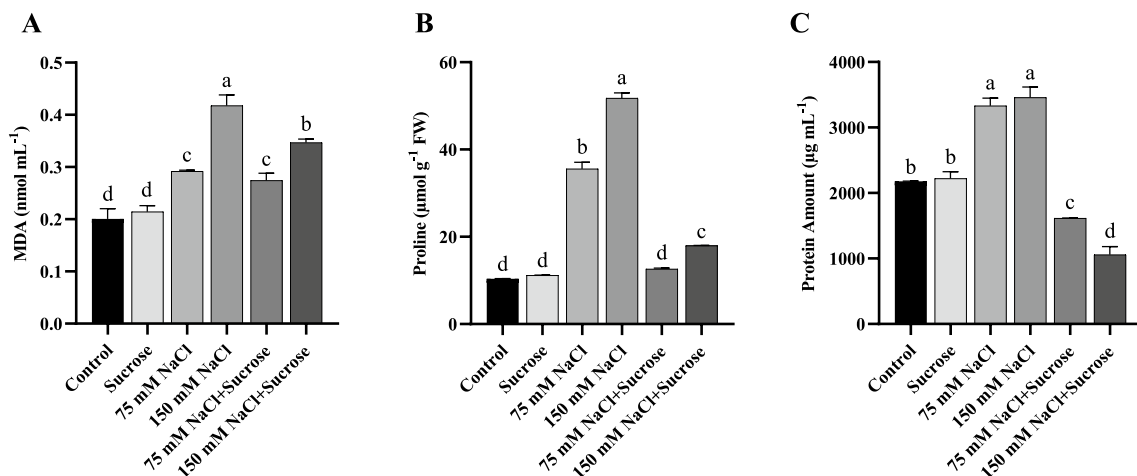 A
MDA (nmol mL⁻¹)
0.5
0.4
0.3
0.2
0.1
0.0
d
d
c
a
c
b
Control
Sucrose
75 mM NaCl
150 mM NaCl
75 mM NaCl+Sucrose
150 mM NaCl+Sucrose
B
Proline (µmol g⁻¹ FW)
60
40
20
0
d
d
b
a
d
c
Control
Sucrose
75 mM NaCl
150 mM NaCl
75 mM NaCl+Sucrose
150 mM NaCl+Sucrose
C
Protein Amount (µg mL⁻¹)
4000
3000
2000
1000
0
b
b
a
a
c
d
Control
Sucrose
75 mM NaCl
150 mM NaCl
75 mM NaCl+Sucrose
150 mM NaCl+Sucrose